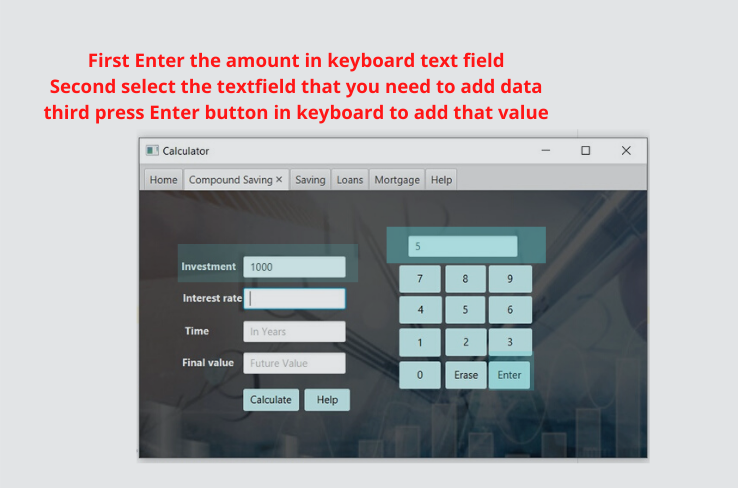 First Enter the amount in keyboard text field
Second select the textfield that you need to add data
third press Enter button in keyboard to add that value
Calculator
Home Compound Saving × Saving Loans Mortgage Help
5
Investment 1000
7 8 9
Interest rate
4 5 6
Time In Years
1 2 3
Final value Future Value
0 Erase Enter
Calculate Help